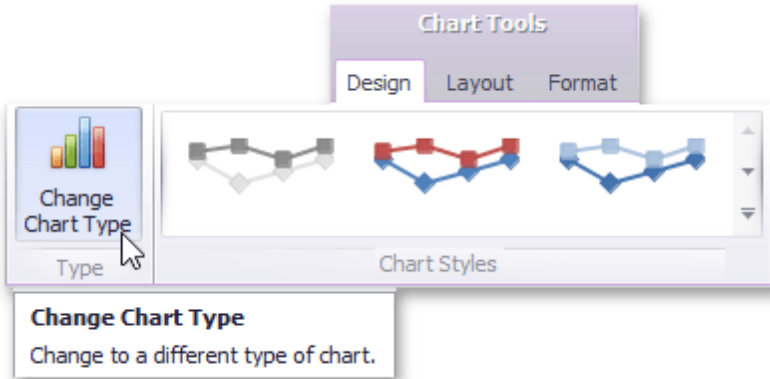 Chart Tools
Design Layout Format
Change
Chart Type
Type
Chart Styles
Change Chart Type
Change to a different type of chart.